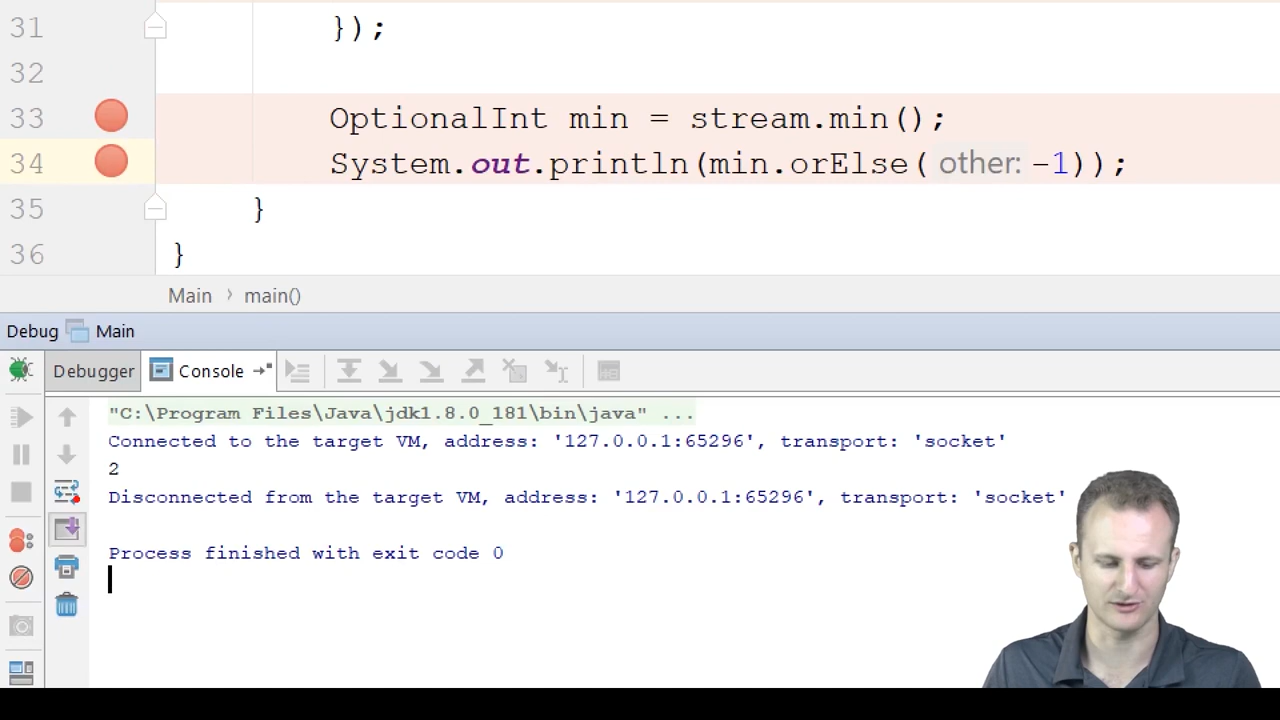 31 });
32
33 OptionalInt min = stream.min();
34 System.out.println(min.orElse( other: -1));
35 }
36 }
Main › main()
Debug Main
Debugger Console
"C:\Program Files\Java\jdk1.8.0_181\bin\java" ...
Connected to the target VM, address: '127.0.0.1:65296', transport: 'socket'
2
Disconnected from the target VM, address: '127.0.0.1:65296', transport: 'socket'
Process finished with exit code 0